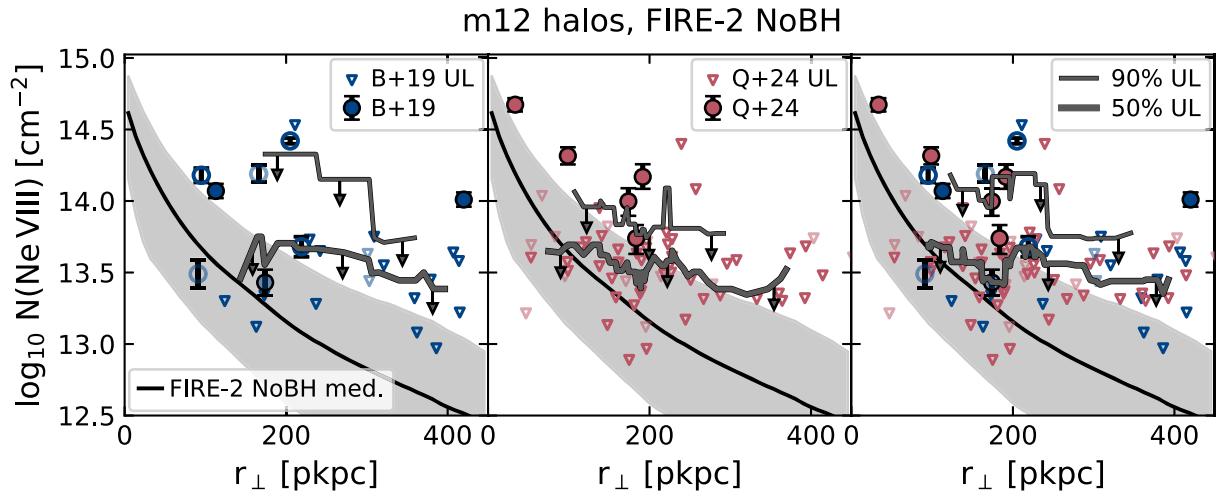 m12 halos, FIRE-2 NoBH
log₁₀ N(Ne VIII) [cm⁻²]
15.0
14.5
14.0
13.5
13.0
12.5
B+19 UL
B+19
FIRE-2 NoBH med.
0 200 400
r⊥ [pkpc]
Q+24 UL
Q+24
0 200 400
r⊥ [pkpc]
90% UL
50% UL
0 200 400
r⊥ [pkpc]